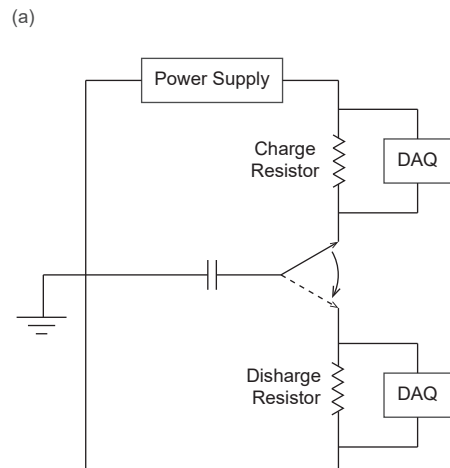 (a)
Power Supply
Charge
Resistor
DAQ
Disharge
Resistor
DAQ